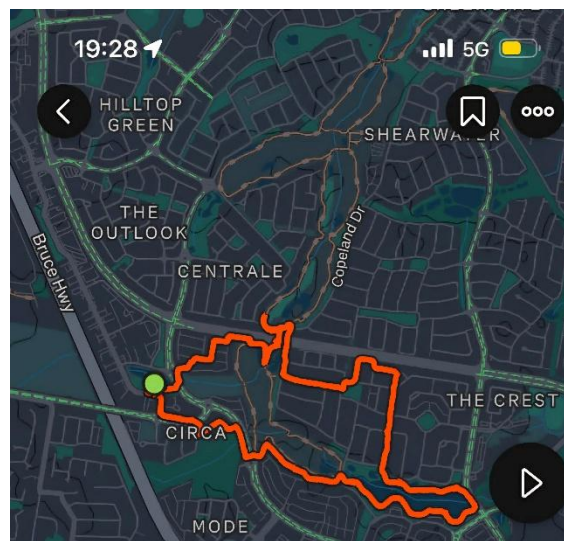 19:28
5G
HILLTOP
GREEN
SHEARWATER
THE
OUTLOOK
Bruce Hwy
CENTRALE
Copeland Dr
THE CREST
CIRCA
MODE